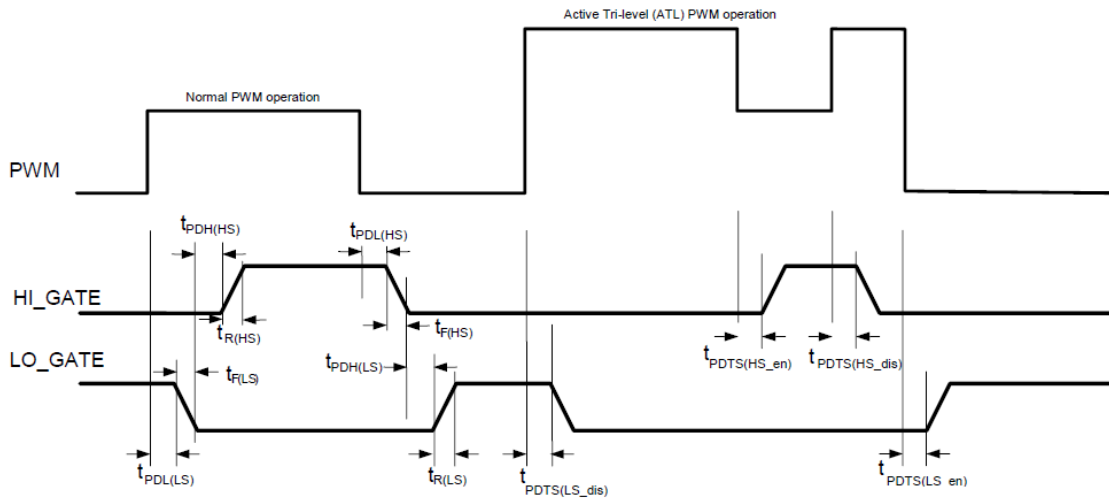 Active Tri-level (ATL) PWM operation
Normal PWM operation
PWM
tPDH(HS)
tPDL(HS)
HI_GATE
tR(HS)
tF(HS)
tPDTS(HS_en)
tPDTS(HS_dis)
LO_GATE
tF(LS)
tPDH(LS)
tPDL(LS)
tR(LS)
tPDTS(LS_dis)
tPDTS(LS_en)